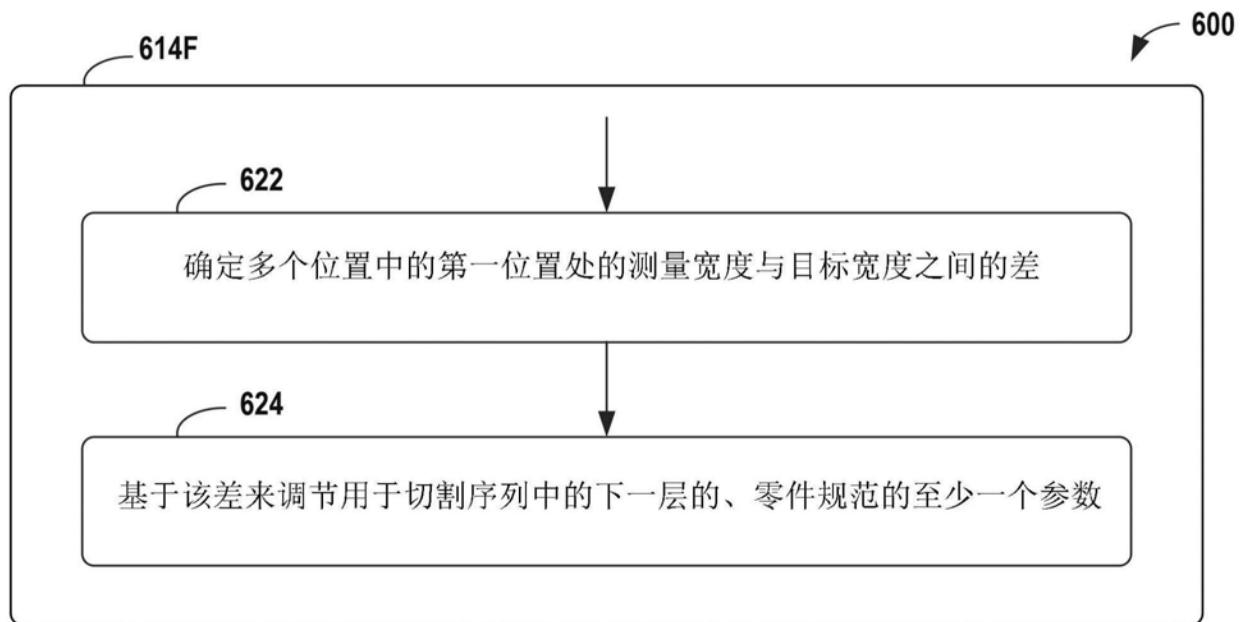 600
614F
622
确定多个位置中的第一位置处的测量宽度与目标宽度之间的差
624
基于该差来调节用于切割序列中的下一层的、零件规范的至少一个参数